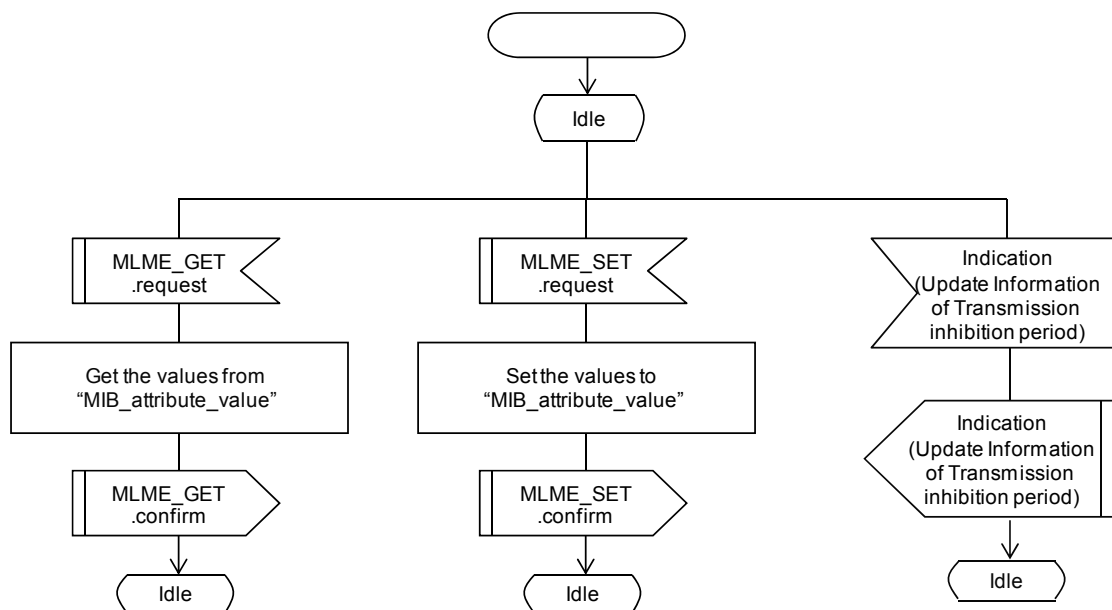 Idle
MLME_GET
.request
MLME_SET
.request
Indication
(Update Information
of Transmission
inhibition period)
Get the values from
“MIB_attribute_value”
Set the values to
“MIB_attribute_value”
Indication
(Update Information
of Transmission
inhibition period)
MLME_GET
.confirm
MLME_SET
.confirm
Idle
Idle
Idle